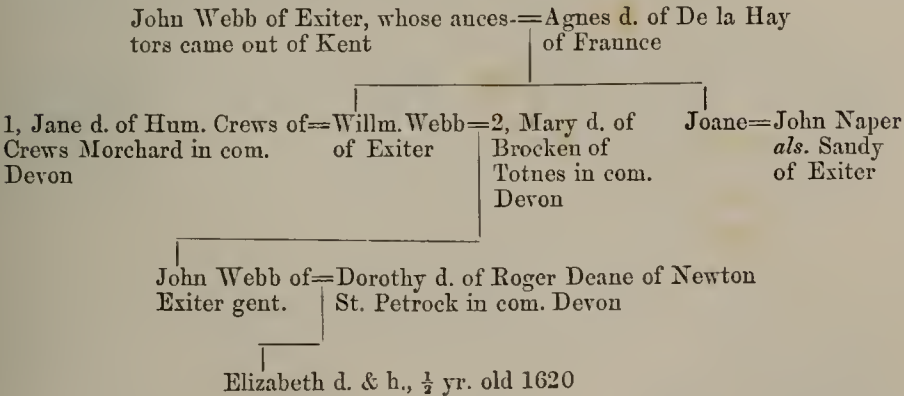 John Webb of Exiter, whose ances-=Agnes d. of De la Hay
tors came out of Kent of Fraunce
1, Jane d. of Hum. Crews of=Willm. Webb=2, Mary d. of Joane=John Naper
Crews Morchard in com. of Exiter Brocken of als. Sandy
Devon Totnes in com. of Exiter
Devon
John Webb of=Dorothy d. of Roger Deane of Newton
Exiter gent. St. Petrock in com. Devon
Elizabeth d. & h., ½ yr. old 1620